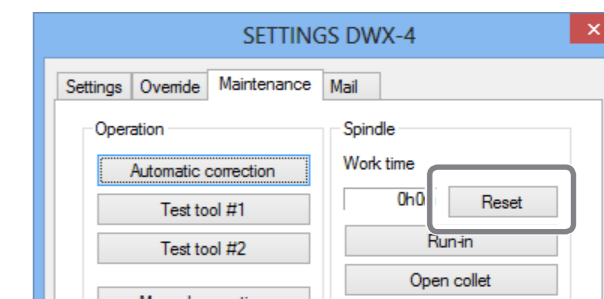 SETTINGS DWX-4
Settings Override Maintenance Mail
Operation
Automatic correction
Test tool #1
Test tool #2
Spindle
Work time
Reset
Run-in
Open collet